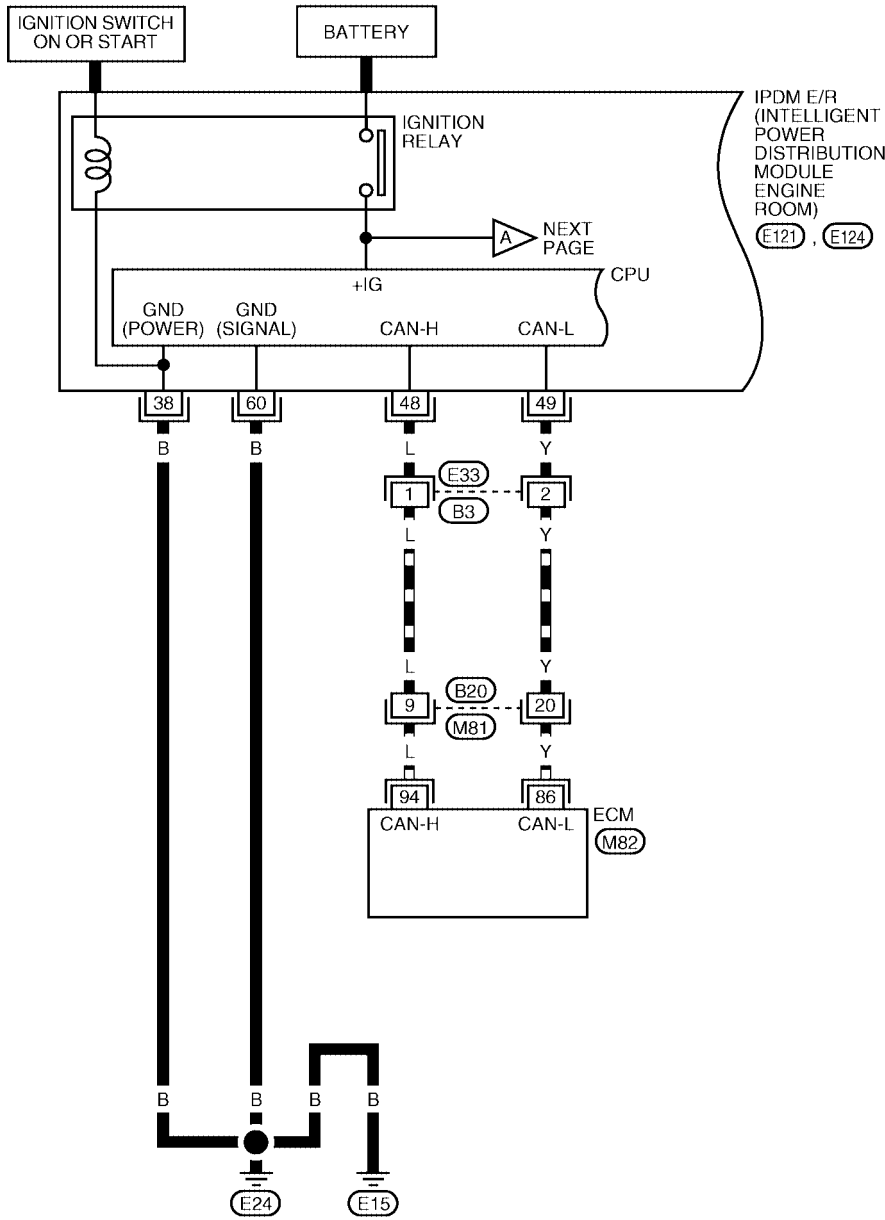 IGNITION SWITCH
ON OR START
BATTERY
IGNITION
RELAY
IPDM E/R
(INTELLIGENT
POWER
DISTRIBUTION
MODULE
ENGINE
ROOM)
E121 , E124
A
NEXT
PAGE
+IG
CPU
GND
(POWER)
GND
(SIGNAL)
CAN-H
CAN-L
38
60
48
49
B
B
L
Y
E33
1
2
B3
L
Y
L
Y
B20
9
20
M81
L
Y
94
86
CAN-H
CAN-L
ECM
M82
B
B
B
B
E24
E15